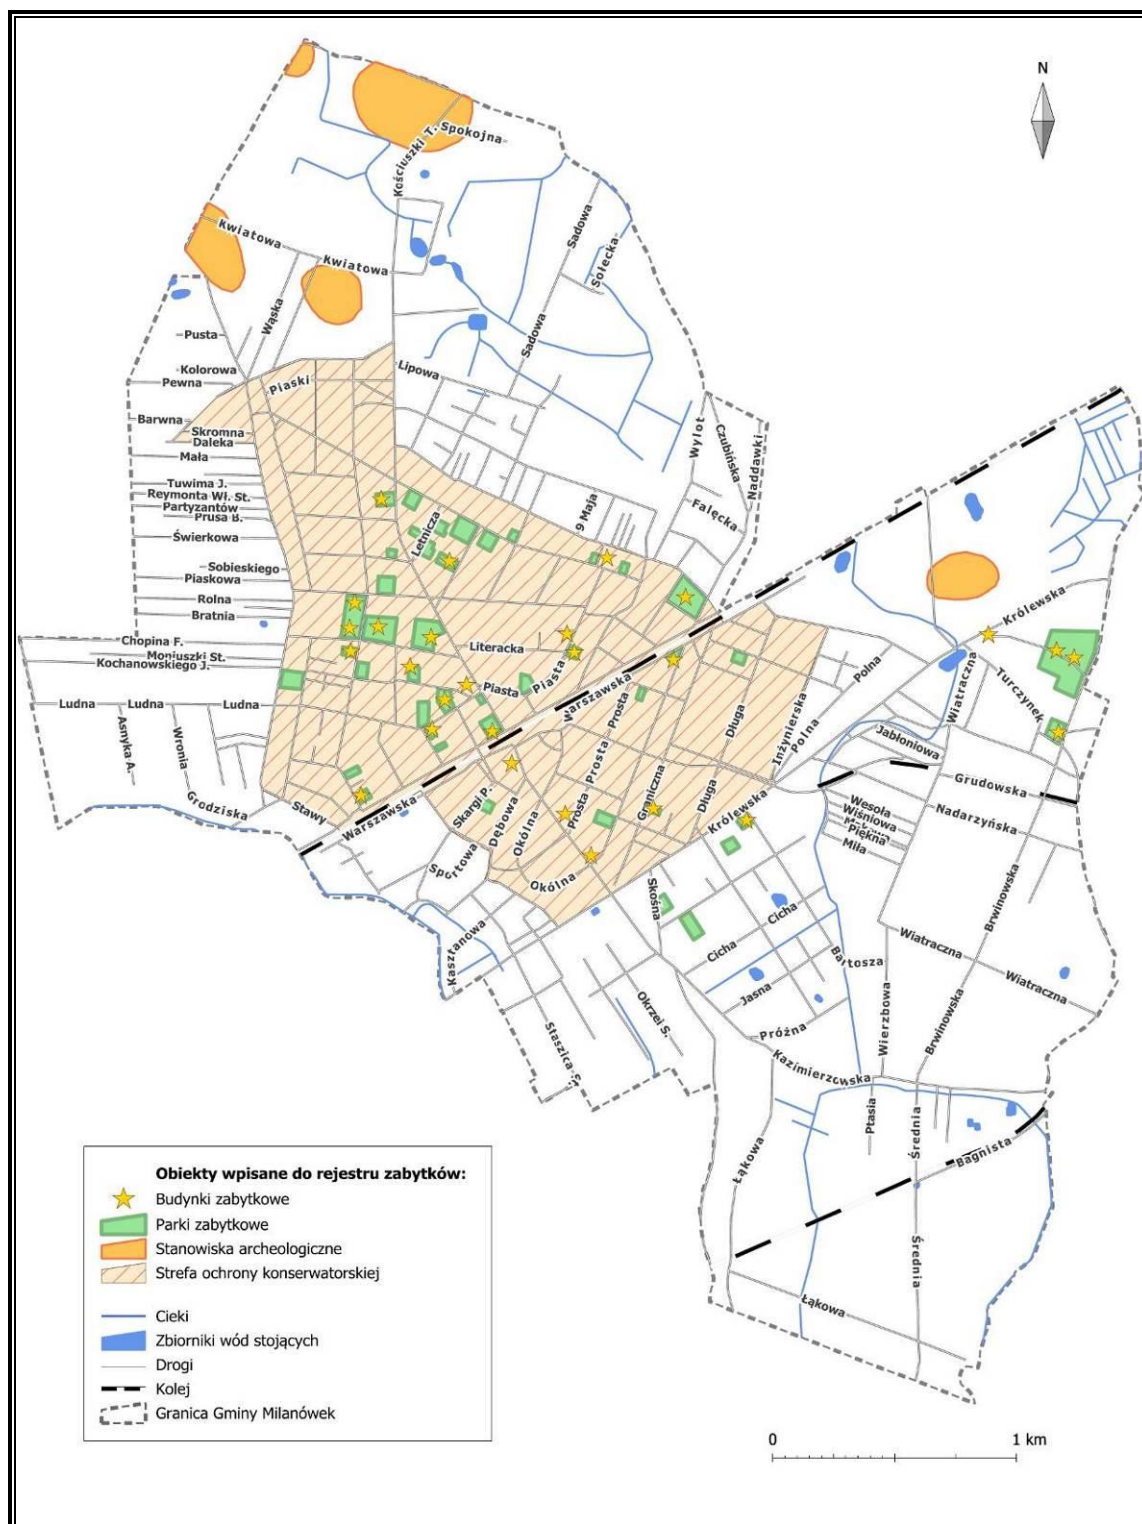 N
Kościuszki T.
Spokojna
Kwiatowa
Kwiatowa
Sadowa
Sołecka
Wąska
Sadowa
Pusta
Kolorowa
Pewna
Piaski
Lipowa
Barwna
Skromna
Daleka
Mała
Wylot
Czubińska
Naddawki
Tuwima J.
Reymonta Wł. St.
Partyzantów
Prusa B.
Letnicza
9 Maja
Falęcka
Świerkowa
Sobieskiego
Piaskowa
Rolna
Bratnia
Królewska
Chopina F.
Moniuszki St.
Kochanowskiego J.
Literacka
Piasta
Piasta
Warszawska
Polna
Wiatraczna
Turczynek
Ludna
Ludna
Ludna
Asnyka A.
Wronia
Prosta
Długa
Inżynierska
Polna
Jabłoniowa
Grudowska
Grodziska
Stawy
Warszawska
Skargi P.
Dębowa
Okólna
Prosta
Prosta
Graniczna
Długa
Królewska
Wesoła
Wiśniowa
Piękna
Miła
Nadarzyńska
Sportowa
Okólna
Skośna
Brwinowska
Kasztanowa
Cicha
Cicha
Bartosza
Wiatraczna
Wiatraczna
Jasna
Okrzei S.
Staszica St.
Próżna
Wierzbowa
Brwinowska
Kazimierzowska
Ptasia
Średnia
Bagnista
Łąkowa
Średnia
Łąkowa
Obiekty wpisane do rejestru zabytków:
Budynki zabytkowe
Parki zabytkowe
Stanowiska archeologiczne
Strefa ochrony konserwatorskiej
Cieki
Zbiorniki wód stojących
Drogi
Kolej
Granica Gminy Milanówek
0 1 km